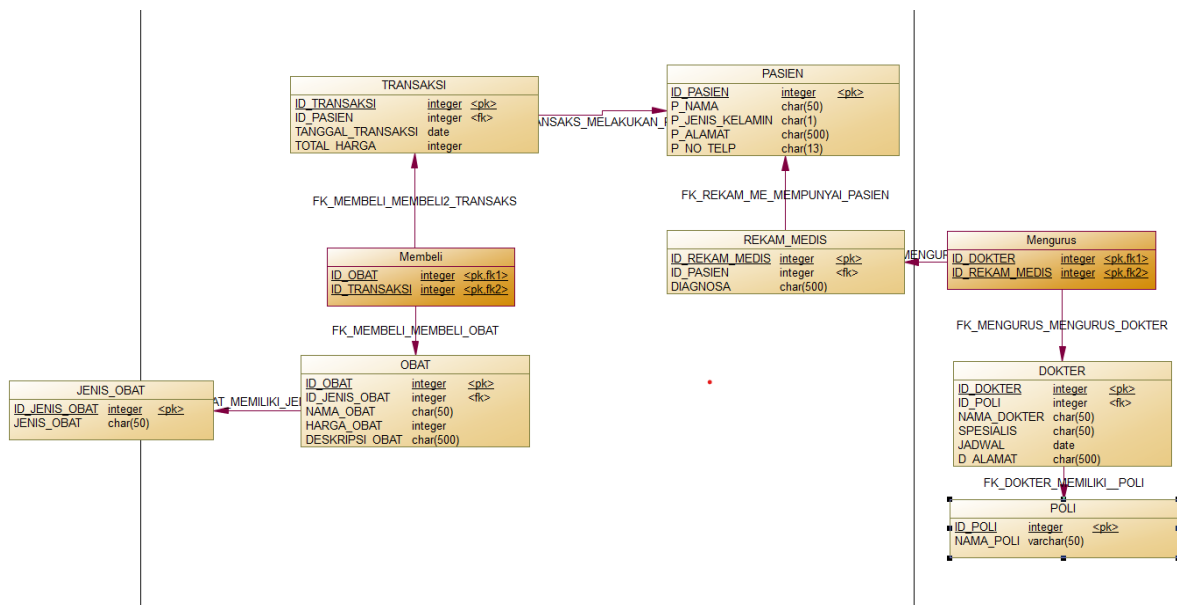 TRANSAKSI
ID_TRANSAKSI integer <pk>
ID_PASIEN integer <fk>
TANGGAL_TRANSAKSI date
TOTAL_HARGA integer
ANSAKS_MELAKUKAN_P
PASIEN
ID_PASIEN integer <pk>
P_NAMA char(50)
P_JENIS_KELAMIN char(1)
P_ALAMAT char(500)
P_NO_TELP char(13)
FK_MEMBELI_MEMBELI2_TRANSAKS
FK_REKAM_ME_MEMPUNYAI_PASIEN
Membeli
ID_OBAT integer <pk,fk1>
ID_TRANSAKSI integer <pk,fk2>
REKAM_MEDIS
ID_REKAM_MEDIS integer <pk>
ID_PASIEN integer <fk>
DIAGNOSA char(500)
MENGUR
Mengurus
ID_DOKTER integer <pk,fk1>
ID_REKAM_MEDIS integer <pk,fk2>
FK_MEMBELI_MEMBELI_OBAT
FK_MENGURUS_MENGURUS_DOKTER
JENIS_OBAT
ID_JENIS_OBAT integer <pk>
JENIS_OBAT char(50)
AT_MEMILIKI_JEN
OBAT
ID_OBAT integer <pk>
ID_JENIS_OBAT integer <fk>
NAMA_OBAT char(50)
HARGA_OBAT integer
DESKRIPSI_OBAT char(500)
DOKTER
ID_DOKTER integer <pk>
ID_POLI integer <fk>
NAMA_DOKTER char(50)
SPESIALIS char(50)
JADWAL date
D_ALAMAT char(500)
FK_DOKTER_MEMILIKI__POLI
POLI
ID_POLI integer <pk>
NAMA_POLI varchar(50)